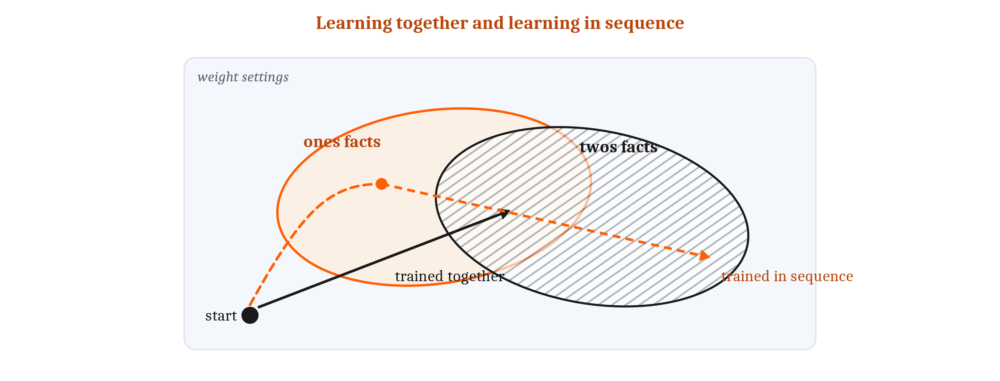 Learning together and learning in sequence
weight settings
ones facts
twos facts
trained together
trained in sequence
start